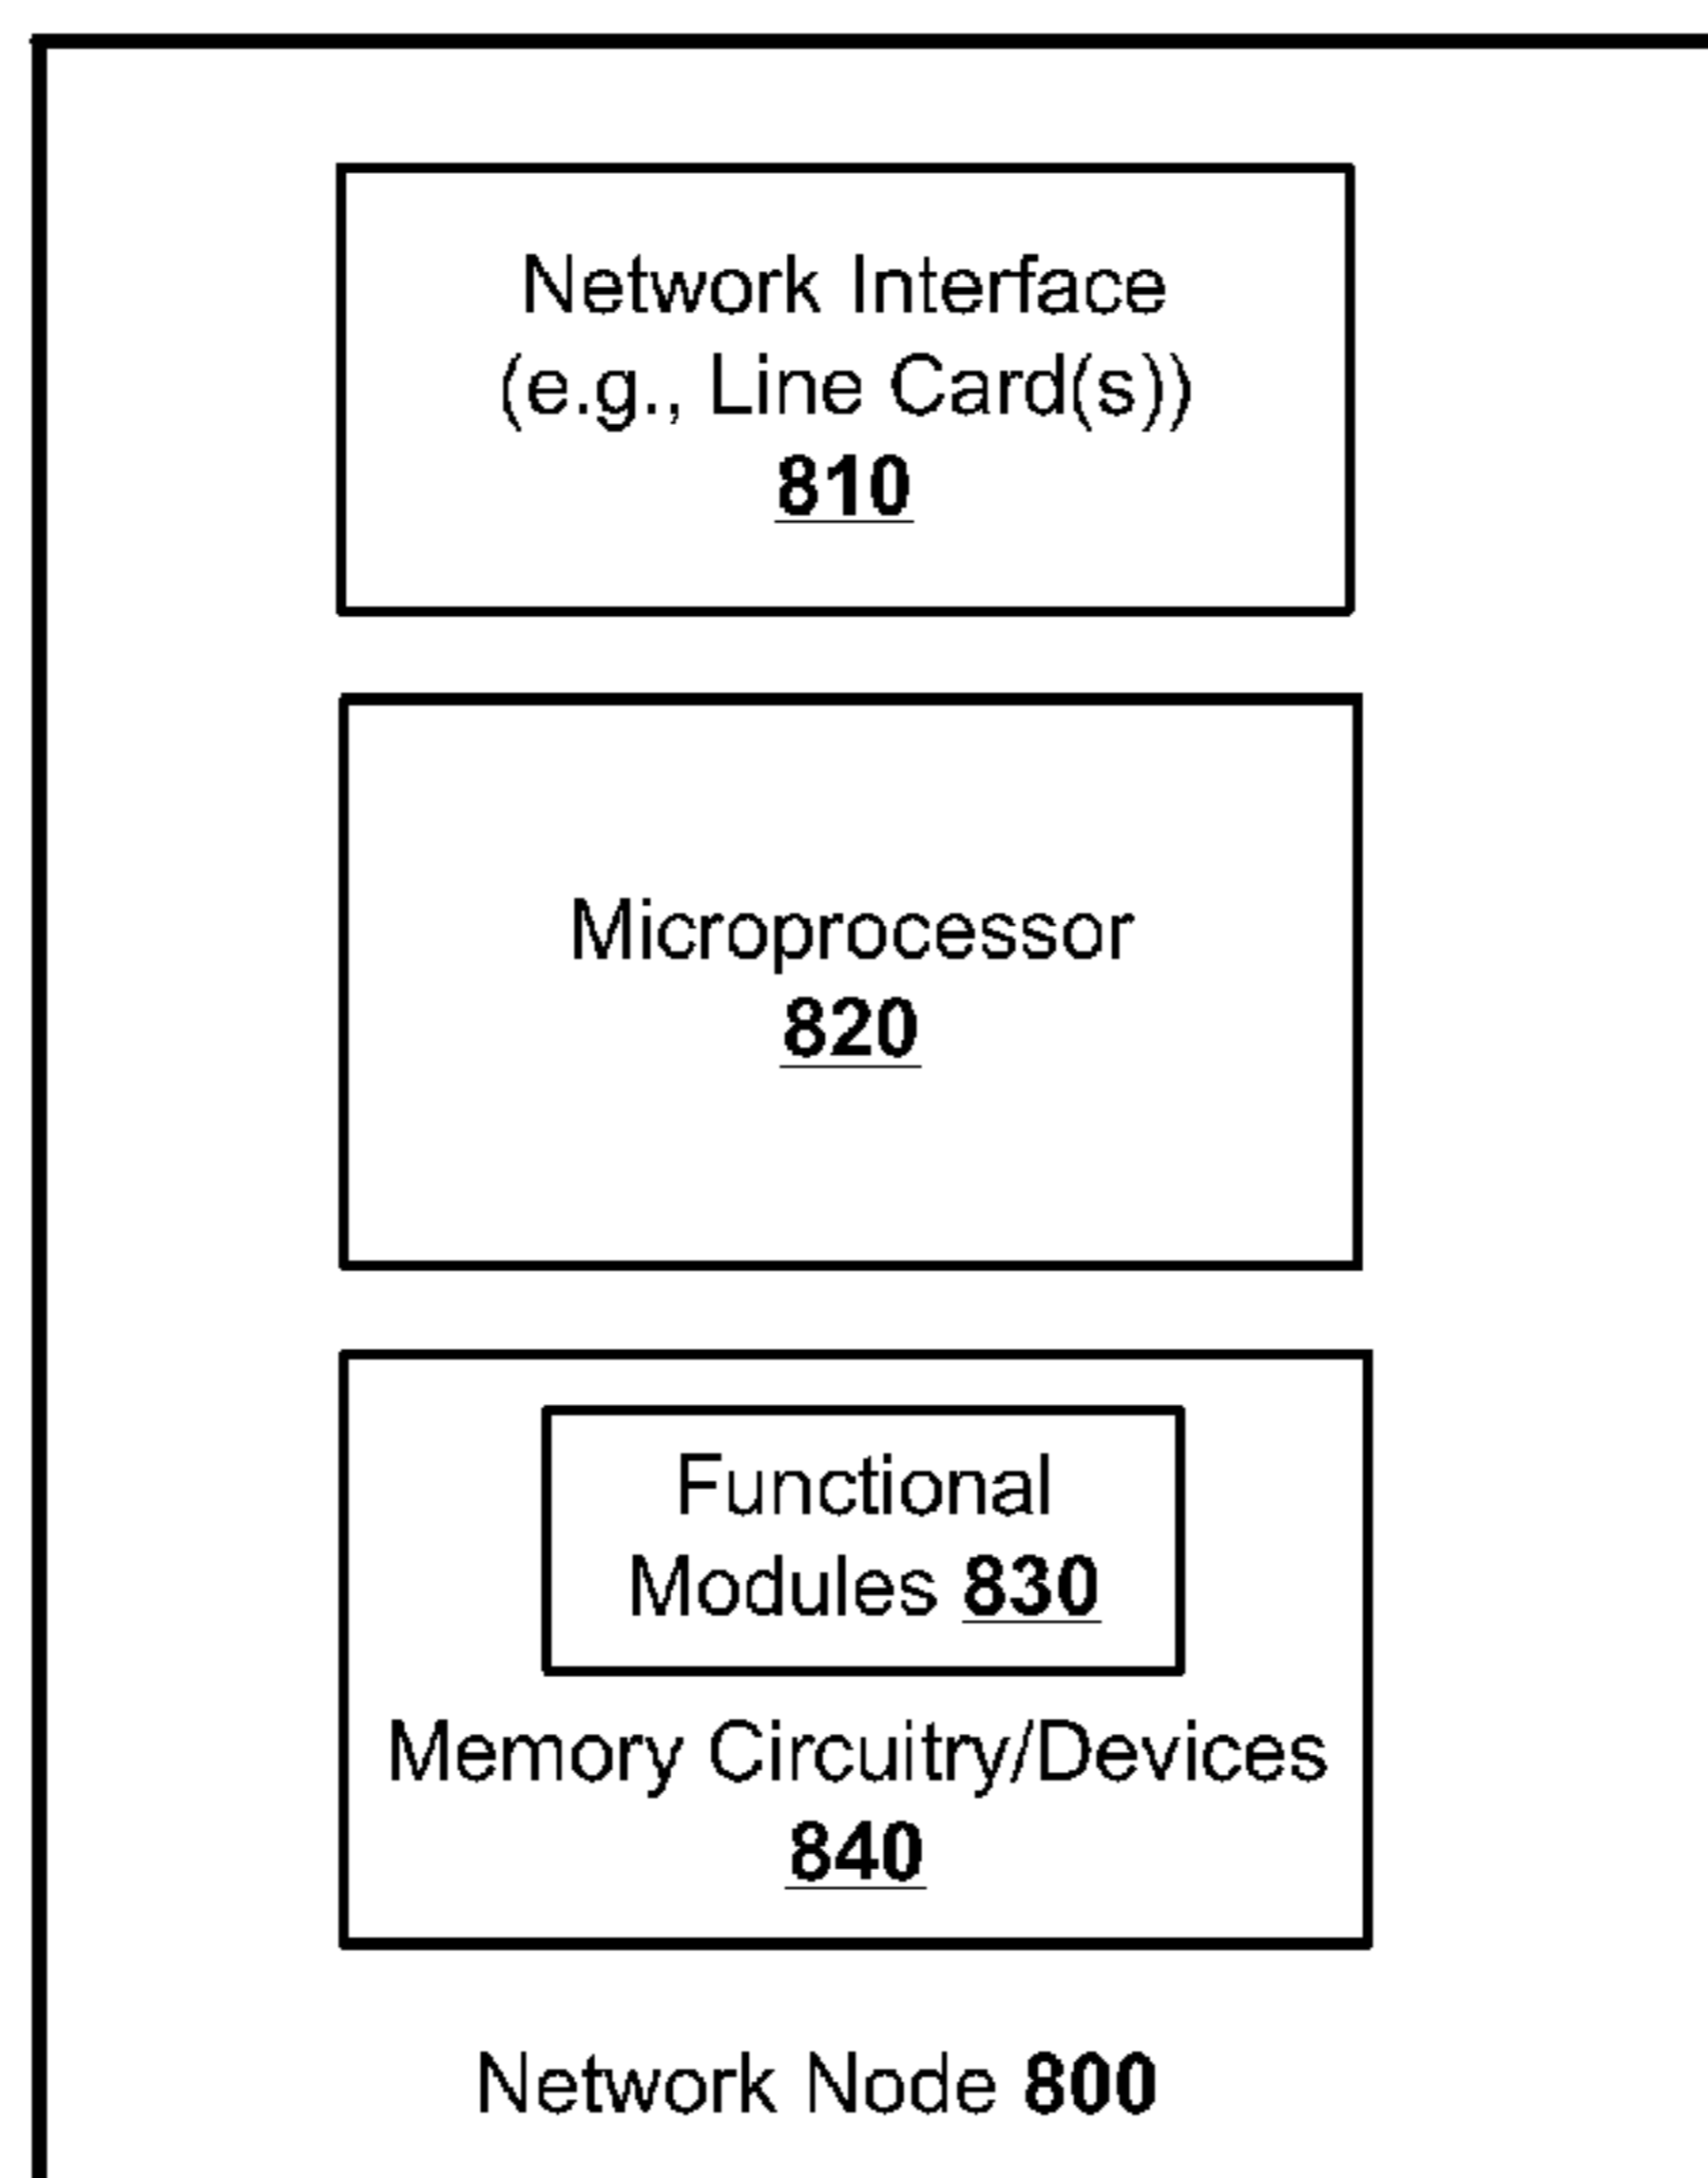 Network Interface
(e.g., Line Card(s))
810
Microprocessor
820
Functional
Modules 830
Memory Circuitry/Devices
840
Network Node 800